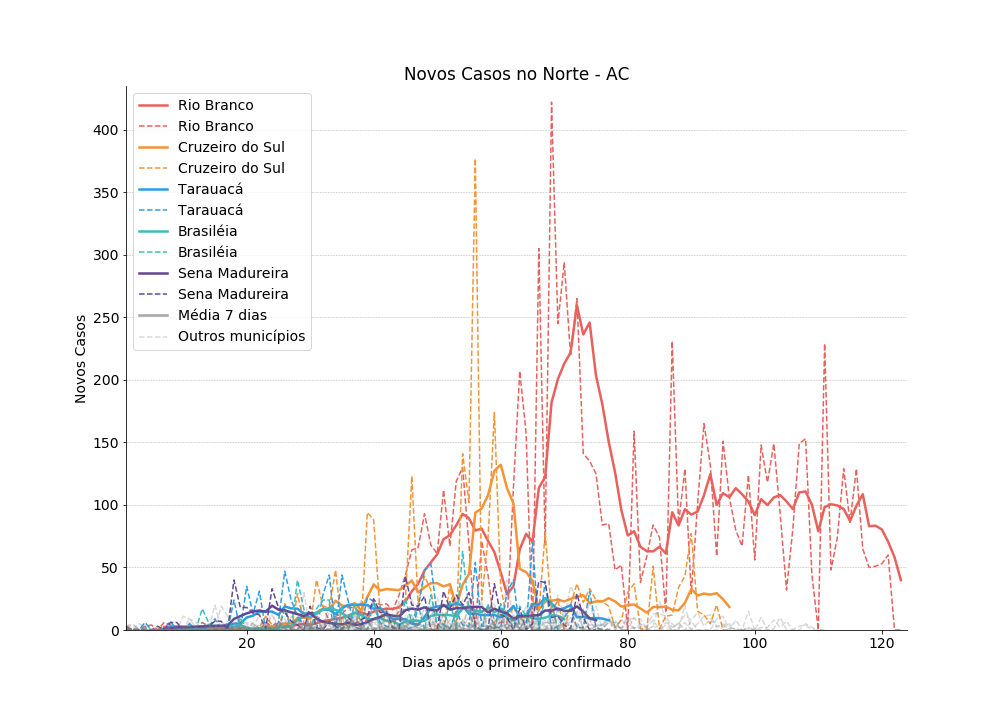 Novos Casos no Norte - AC
Rio Branco
Rio Branco
Cruzeiro do Sul
Cruzeiro do Sul
Tarauacá
Tarauacá
Brasiléia
Brasiléia
Sena Madureira
Sena Madureira
Média 7 dias
Outros municípios
Novos Casos
400
350
300
250
200
150
100
50
0
20
40
60
80
100
120
Dias após o primeiro confirmado